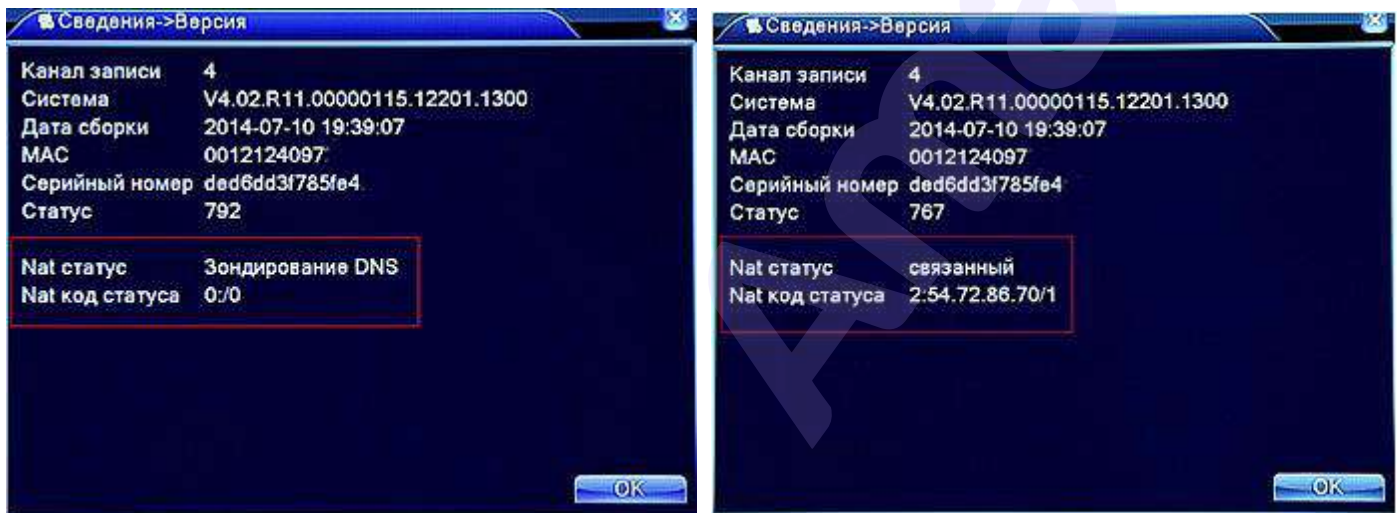 Сведения->Версия
Канал записи 4
Система V4.02.R11.00000115.12201.1300
Дата сборки 2014-07-10 19:39:07
MAC 0012124097
Серийный номер ded6dd3f785fe4
Статус 792
Nat статус Зондирование DNS
Nat код статуса 0:/0
OK
Сведения->Версия
Канал записи 4
Система V4.02.R11.00000115.12201.1300
Дата сборки 2014-07-10 19:39:07
MAC 0012124097
Серийный номер ded6dd3f785fe4
Статус 767
Nat статус связанный
Nat код статуса 2:54.72.86.70/1
OK